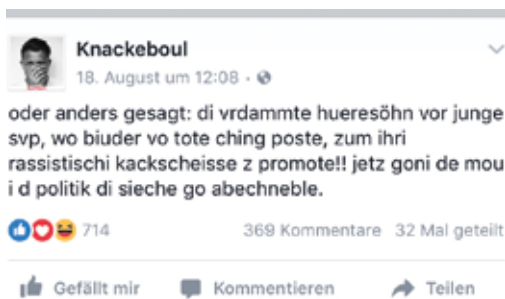 Knackeboul
18. August um 12:08 ·
oder anders gesagt: di vrdammte hueresöhn vor junge
svp, wo biuder vo tote ching poste, zum ihri
rassistischi kackscheisse z promote!! jetz goni de mou
i d politik di sieche go abechneble.
714 369 Kommentare 32 Mal geteilt
Gefällt mir Kommentieren Teilen